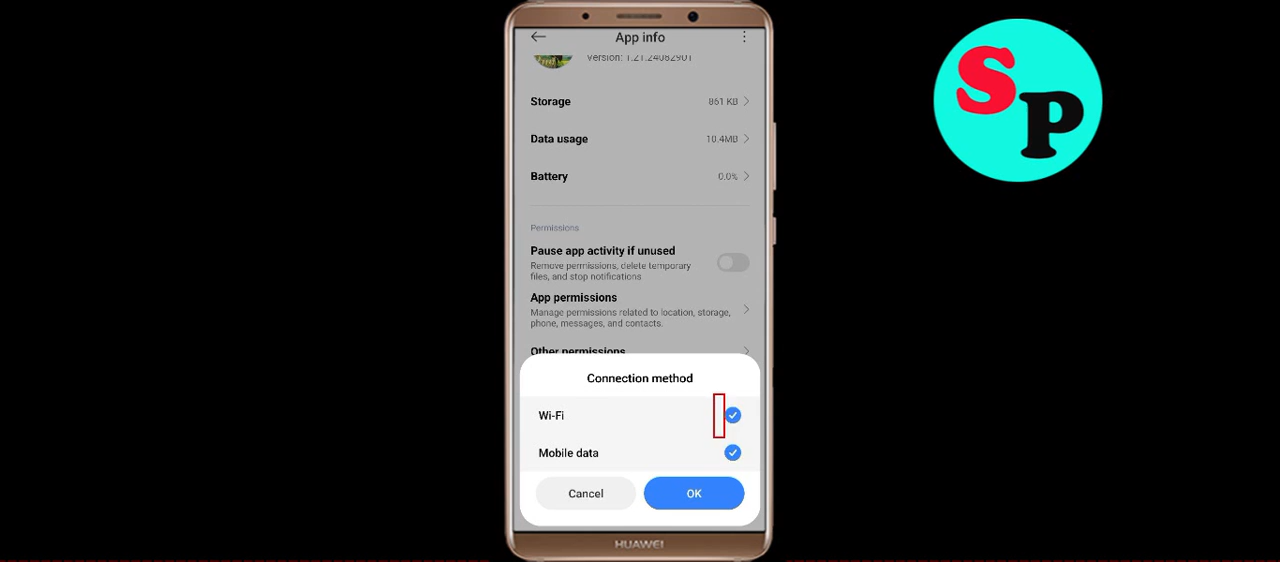 App info
Version: 1.21.24082901
Storage
861 KB
Data usage
10.4MB
Battery
0.0%
Permissions
Pause app activity if unused
Remove permissions, delete temporary
files, and stop notifications
App permissions
Manage permissions related to location, storage,
phone, messages, and contacts.
Other permissions
Connection method
Wi-Fi
Mobile data
Cancel
OK
HUAWEI
SP